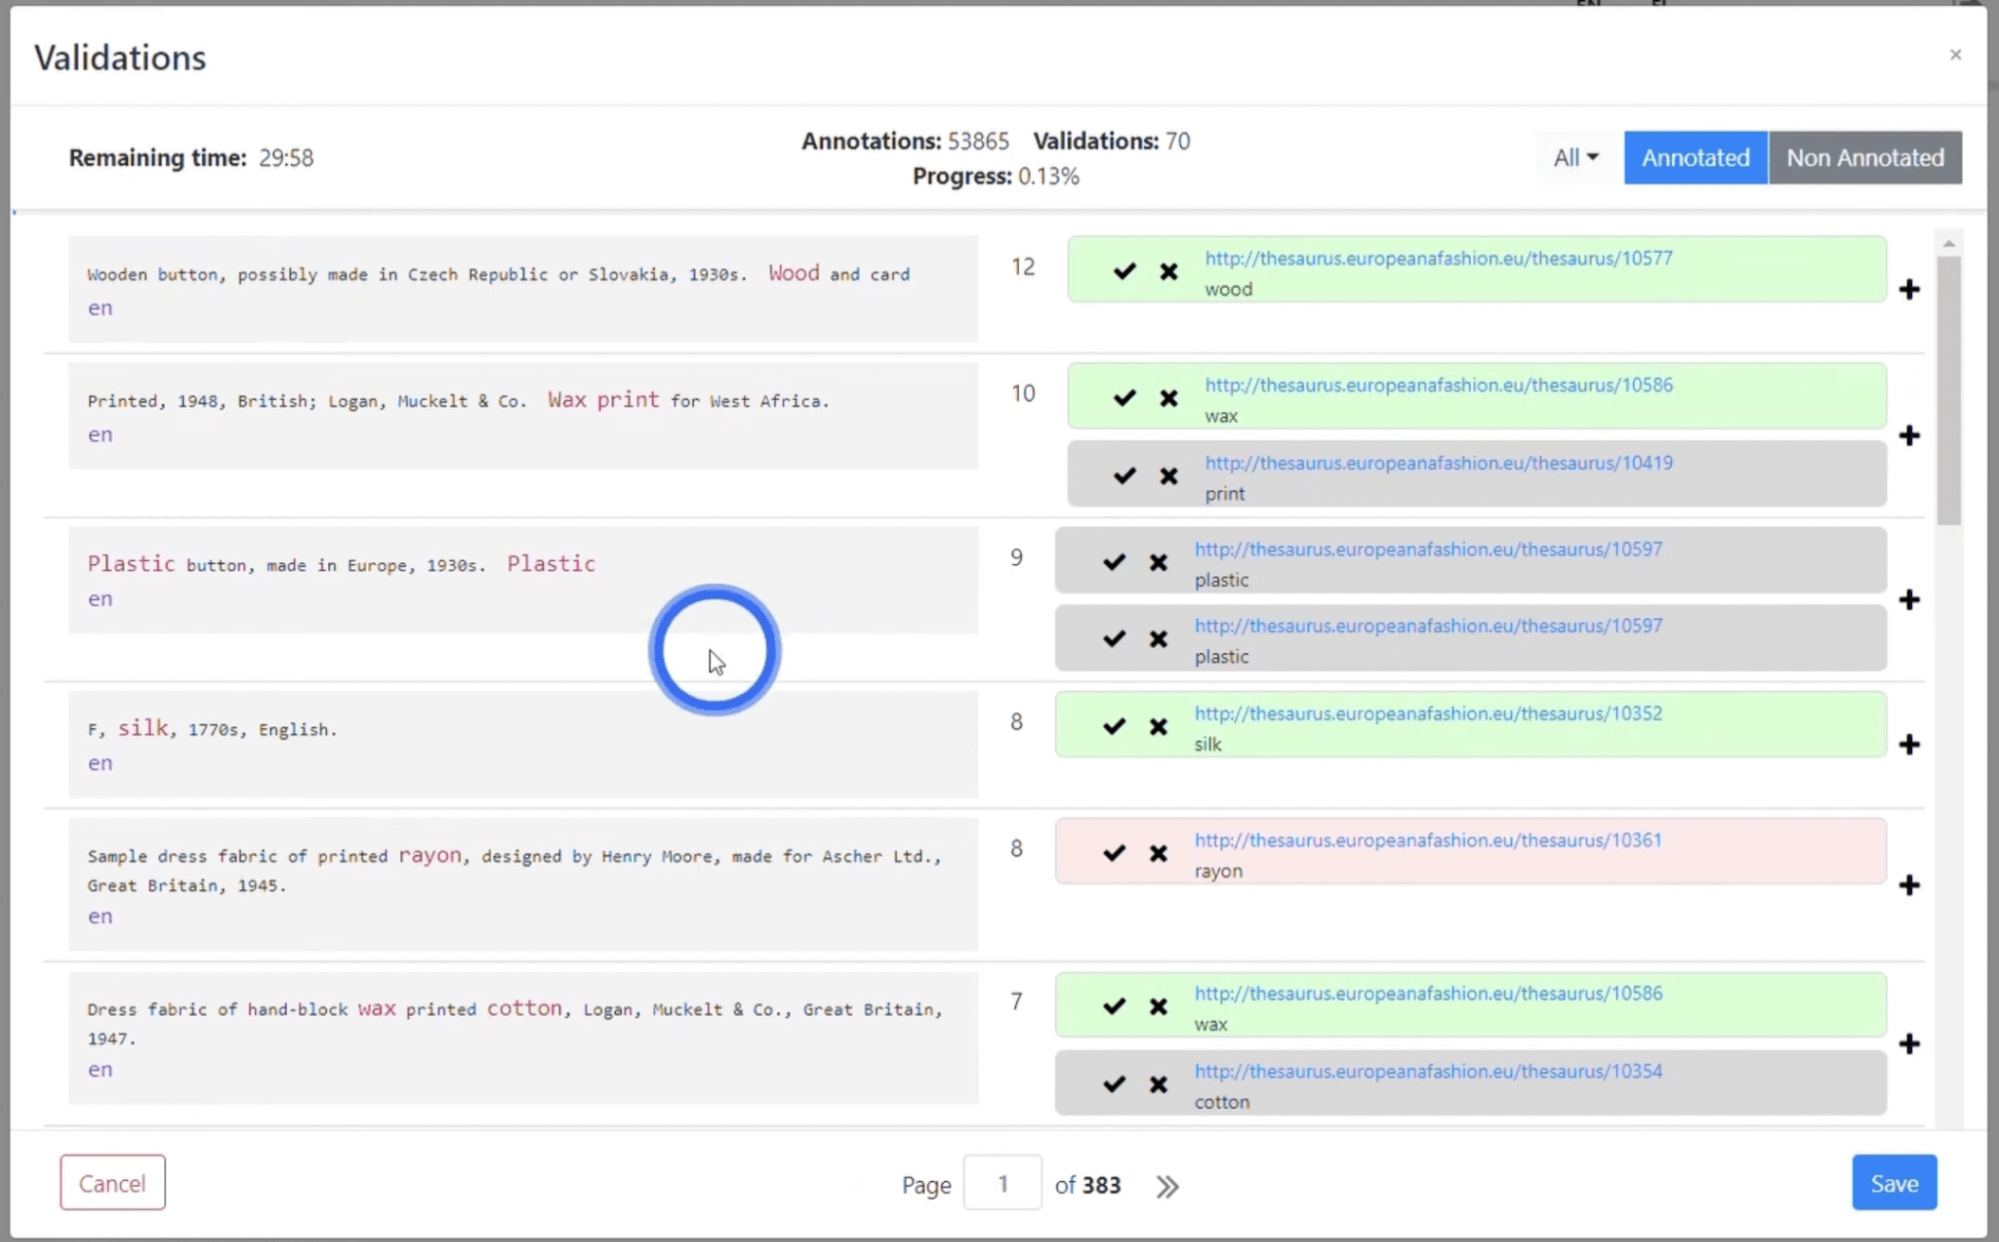 Validations
×
Remaining time: 29:58
Annotations: 53865 Validations: 70
Progress: 0.13%
All
Annotated
Non Annotated
Wooden button, possibly made in Czech Republic or Slovakia, 1930s. Wood and card
en
12
http://thesaurus.europeanafashion.eu/thesaurus/10577
wood
Printed, 1948, British; Logan, Muckelt & Co. Wax print for West Africa.
en
10
http://thesaurus.europeanafashion.eu/thesaurus/10586
wax
http://thesaurus.europeanafashion.eu/thesaurus/10419
print
Plastic button, made in Europe, 1930s. Plastic
en
9
http://thesaurus.europeanafashion.eu/thesaurus/10597
plastic
http://thesaurus.europeanafashion.eu/thesaurus/10597
plastic
F, silk, 1770s, English.
en
8
http://thesaurus.europeanafashion.eu/thesaurus/10352
silk
Sample dress fabric of printed rayon, designed by Henry Moore, made for Ascher Ltd.,
Great Britain, 1945.
en
8
http://thesaurus.europeanafashion.eu/thesaurus/10361
rayon
Dress fabric of hand-block wax printed cotton, Logan, Muckelt & Co., Great Britain,
1947.
en
7
http://thesaurus.europeanafashion.eu/thesaurus/10586
wax
http://thesaurus.europeanafashion.eu/thesaurus/10354
cotton
Cancel
Page 1 of 383
Save